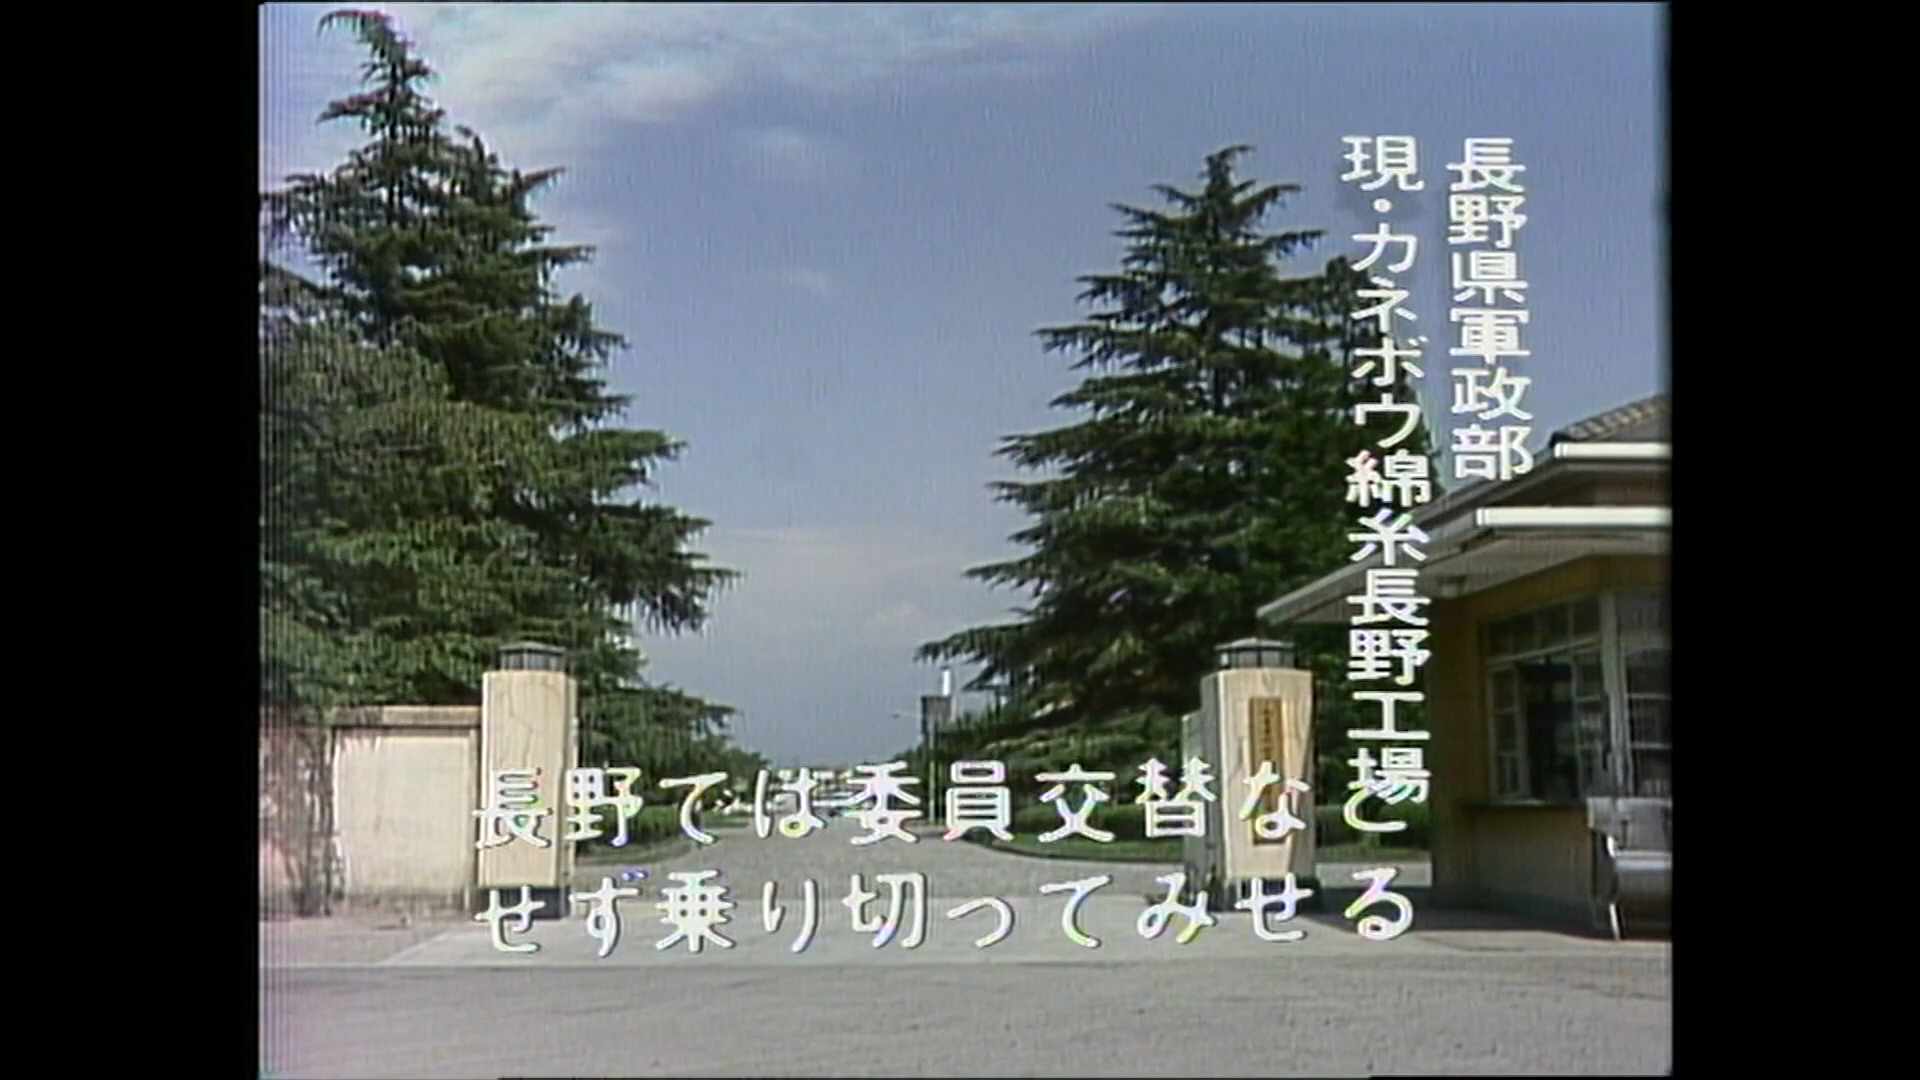 長野県軍政部
現・カネボウ綿糸長野工場
長野では委員交替など
せず乗り切ってみせる